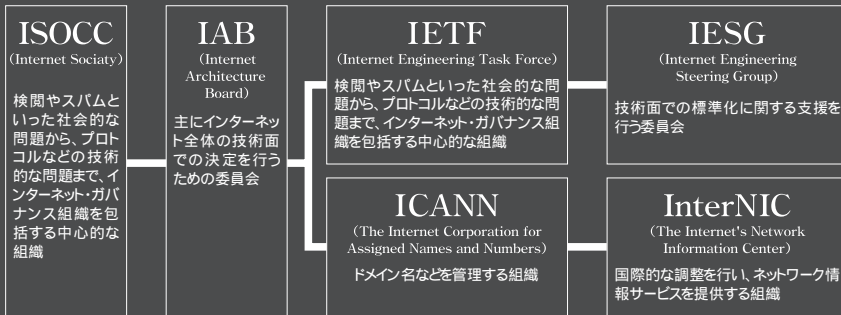 ISOCC
(Internet Sociaty)
検閲やスパムと
いった社会的な
問題から、プロト
コルなどの技術
的な問題まで、イ
ンターネット・ガバ
ナンス組織を包
括する中心的な
組織
IAB
(Internet
Architecture
Board)
主にインターネッ
ト全体の技術面
での決定を行う
ための委員会
IETF
(Internet Engineering Task Force)
検閲やスパムといった社会的な問
題から、プロトコルなどの技術的な問
題まで、インターネット・ガバナンス組
織を包括する中心的な組織
IESG
(Internet Engineering
Steering Group)
技術面での標準化に関する支援を
行う委員会
ICANN
(The Internet Corporation for
Assigned Names and Numbers)
ドメイン名などを管理する組織
InterNIC
(The Internet's Network
Information Center)
国際的な調整を行い、ネットワーク情
報サービスを提供する組織